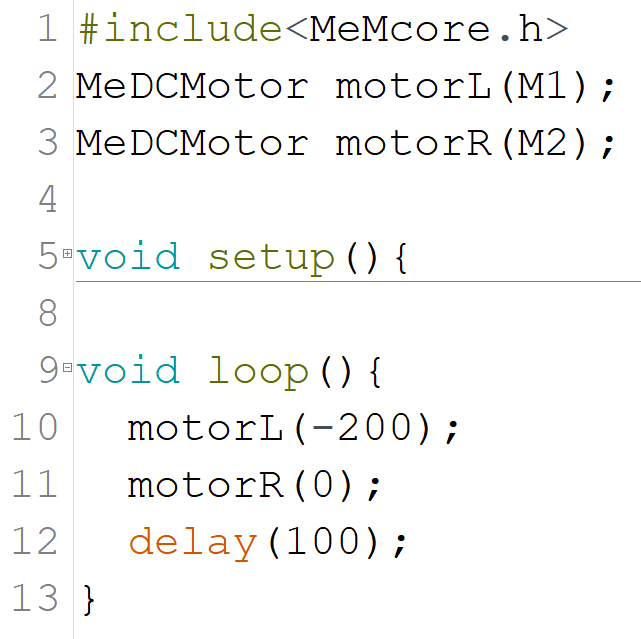 1 #include<MeMcore.h>
2 MeDCMotor motorL(M1);
3 MeDCMotor motorR(M2);
4
5 void setup(){
8
9 void loop(){
10 motorL(-200);
11 motorR(0);
12 delay(100);
13 }